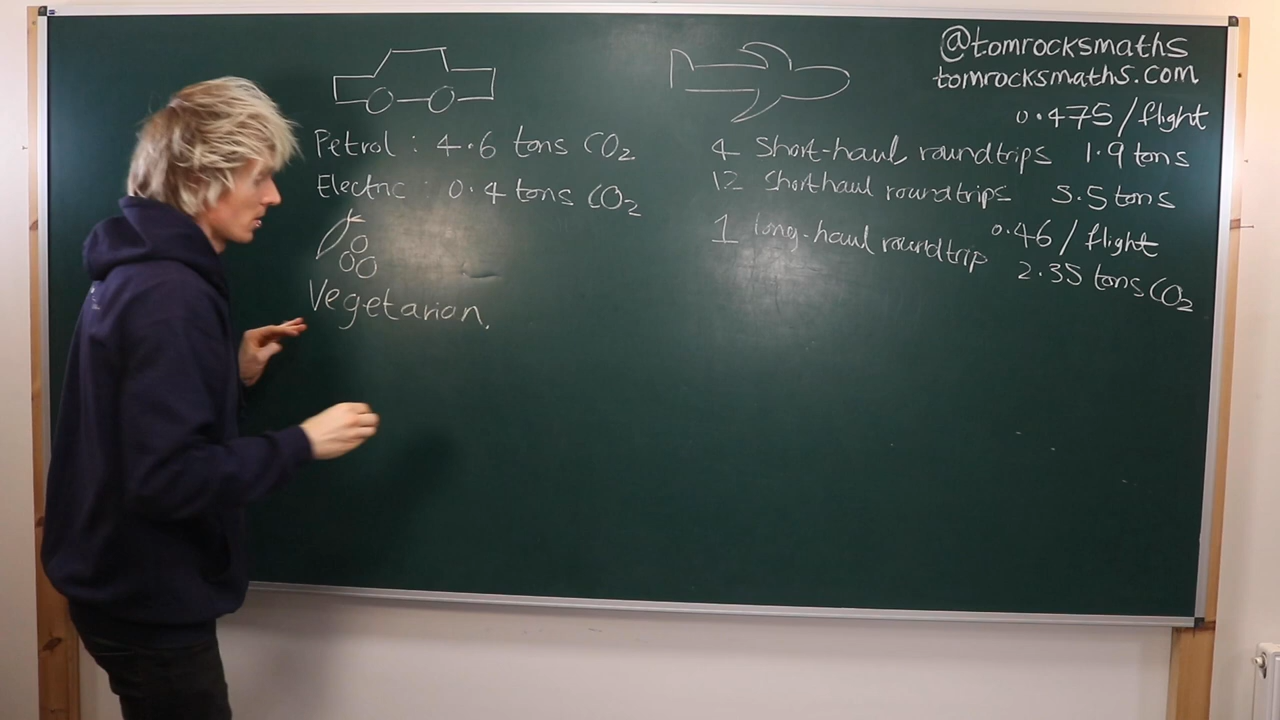 @tomrocksmaths
tomrocksmaths.com
Petrol : 4.6 tons CO₂
Electric : 0.4 tons CO₂
Vegetarian.
0.475/flight
4 Short-haul roundtrips 1.9 tons
12 Shorthaul roundtrips 5.5 tons
0.46/flight
1 long-haul roundtrip 2.35 tons CO₂